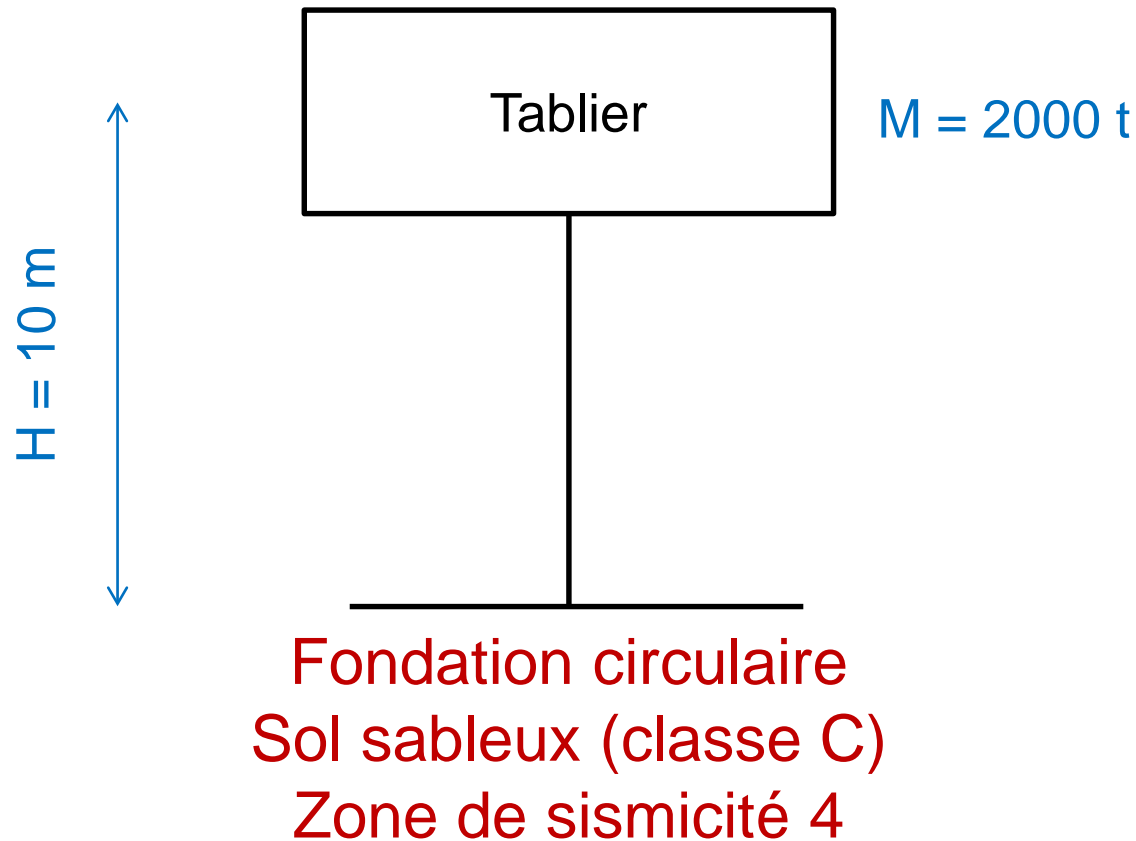 Tablier
M = 2000 t
H = 10 m
Fondation circulaire
Sol sableux (classe C)
Zone de sismicité 4